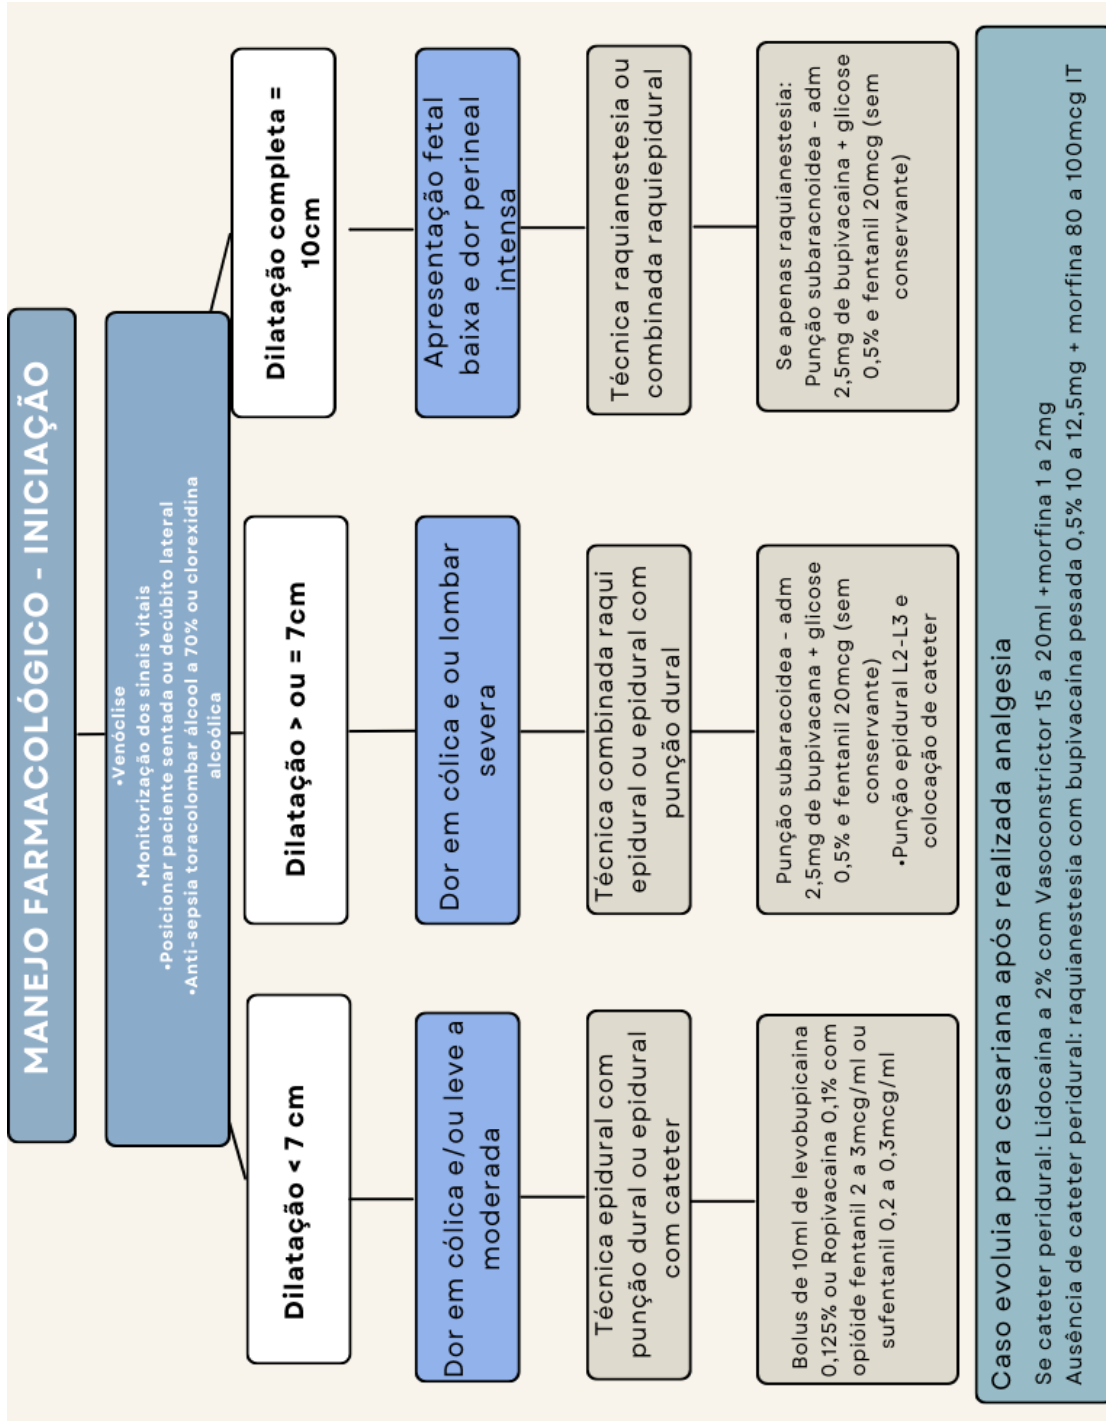 MANEJO FARMACOLÓGICO - INICIAÇÃO
•Venóclise
•Monitorização dos sinais vitais
•Posicionar paciente sentada ou decúbito lateral
•Anti-sepsia toracolombar álcool a 70% ou clorexidina
alcoólica
Dilatação < 7 cm
Dor em cólica e/ou leve a
moderada
Técnica epidural com
punção dural ou epidural
com cateter
Bolus de 10ml de levobupicaina
0,125% ou Ropivacaina 0,1% com
opióide fentanil 2 a 3mcg/ml ou
sufentanil 0,2 a 0,3mcg/ml
Dilatação > ou = 7cm
Dor em cólica e ou lombar
severa
Técnica combinada raqui
epidural ou epidural com
punção dural
Punção subaracoidea - adm
2,5mg de bupivacana + glicose
0,5% e fentanil 20mcg (sem
conservante)
•Punção epidural L2-L3 e
colocação de cateter
Dilatação completa =
10cm
Apresentação fetal
baixa e dor perineal
intensa
Técnica raquianestesia ou
combinada raquiepidural
Se apenas raquianestesia:
Punção subaracnoidea - adm
2,5mg de bupivacaina + glicose
0,5% e fentanil 20mcg (sem
conservante)
Caso evoluia para cesariana após realizada analgesia
Se cateter peridural: Lidocaina a 2% com Vasoconstrictor 15 a 20ml +morfina 1 a 2mg
Ausência de cateter peridural: raquianestesia com bupivacaina pesada 0,5% 10 a 12,5mg + morfina 80 a 100mcg IT